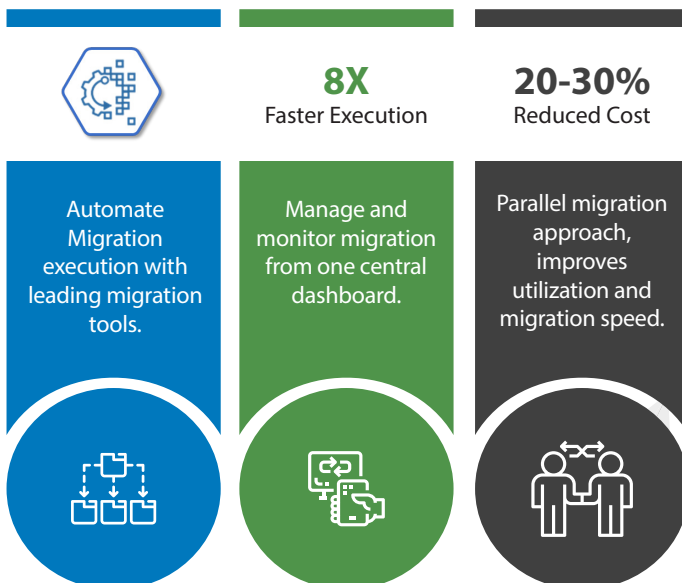 8X
Faster Execution
20-30%
Reduced Cost
Automate
Migration
execution with
leading migration
tools.
Manage and
monitor migration
from one central
dashboard.
Parallel migration
approach,
improves
utilization and
migration speed.